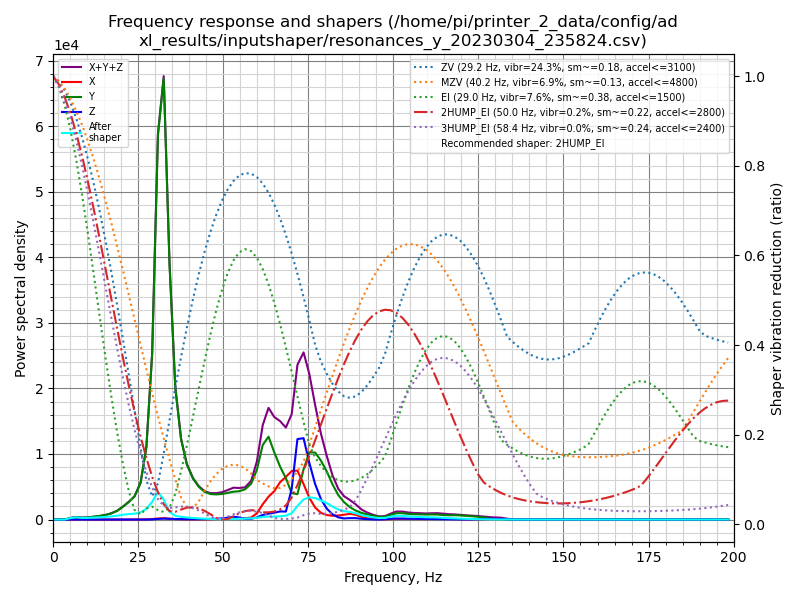 Frequency response and shapers (/home/pi/printer_2_data/config/ad
xl_results/inputshaper/resonances_y_20230304_235824.csv)
1e4
X+Y+Z
X
Y
Z
After
shaper
ZV (29.2 Hz, vibr=24.3%, sm~=0.18, accel<=3100)
MZV (40.2 Hz, vibr=6.9%, sm~=0.13, accel<=4800)
EI (29.0 Hz, vibr=7.6%, sm~=0.38, accel<=1500)
2HUMP_EI (50.0 Hz, vibr=0.2%, sm~=0.22, accel<=2800)
3HUMP_EI (58.4 Hz, vibr=0.0%, sm~=0.24, accel<=2400)
Recommended shaper: 2HUMP_EI
Power spectral density
7
6
5
4
3
2
1
0
1.0
0.8
0.6
0.4
0.2
0.0
Shaper vibration reduction (ratio)
0 25 50 75 100 125 150 175 200
Frequency, Hz